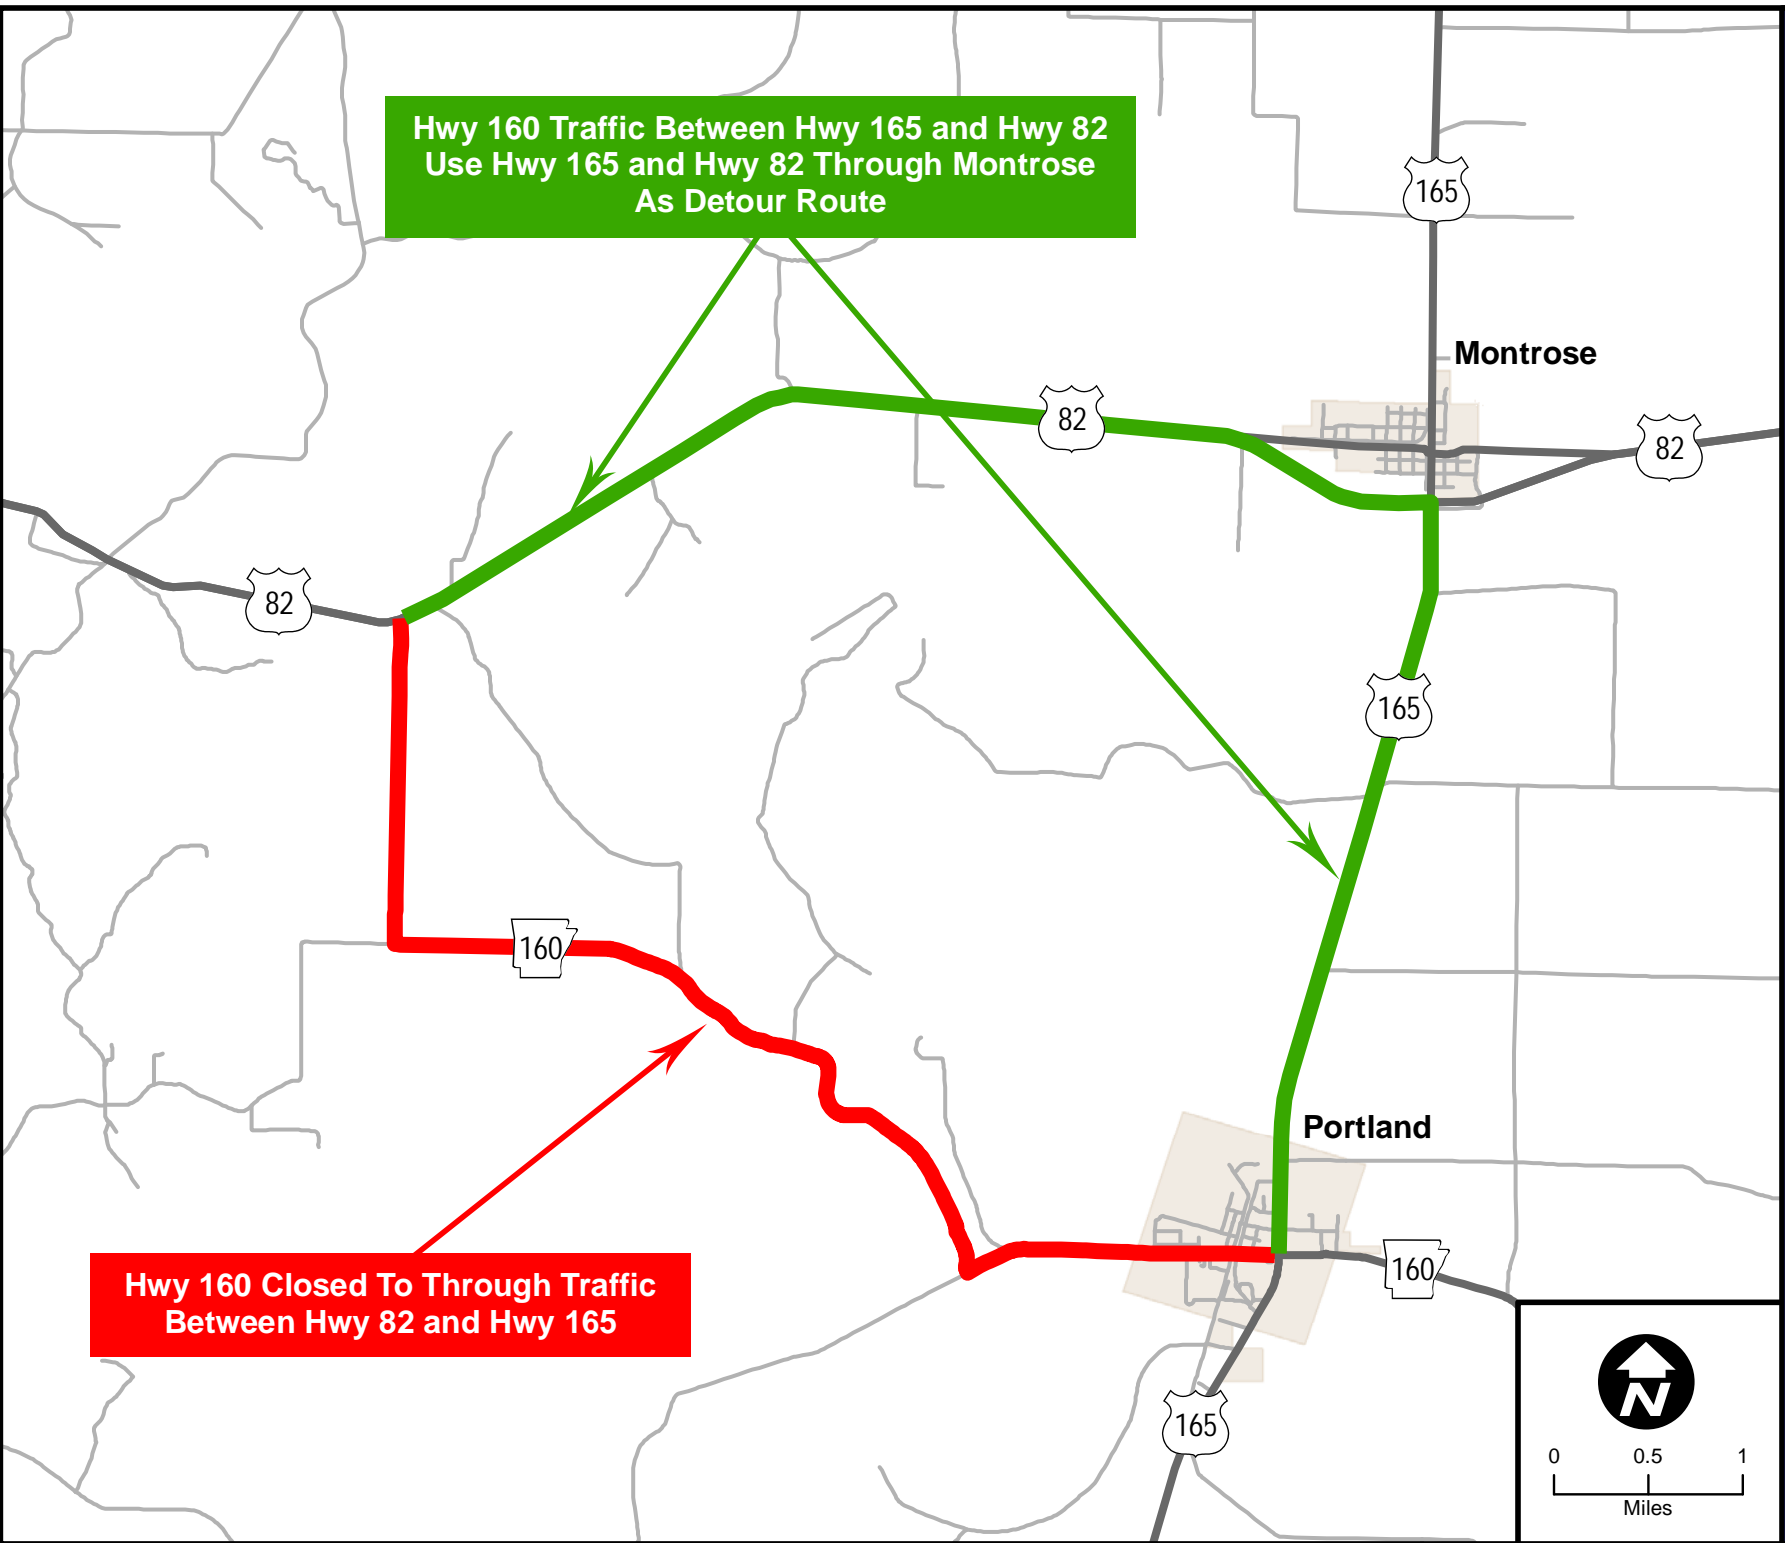 Hwy 160 Traffic Between Hwy 165 and Hwy 82
Use Hwy 165 and Hwy 82 Through Montrose
As Detour Route
165
Montrose
82
82
82
165
160
Portland
160
Hwy 160 Closed To Through Traffic
Between Hwy 82 and Hwy 165
165
N
0 0.5 1
Miles